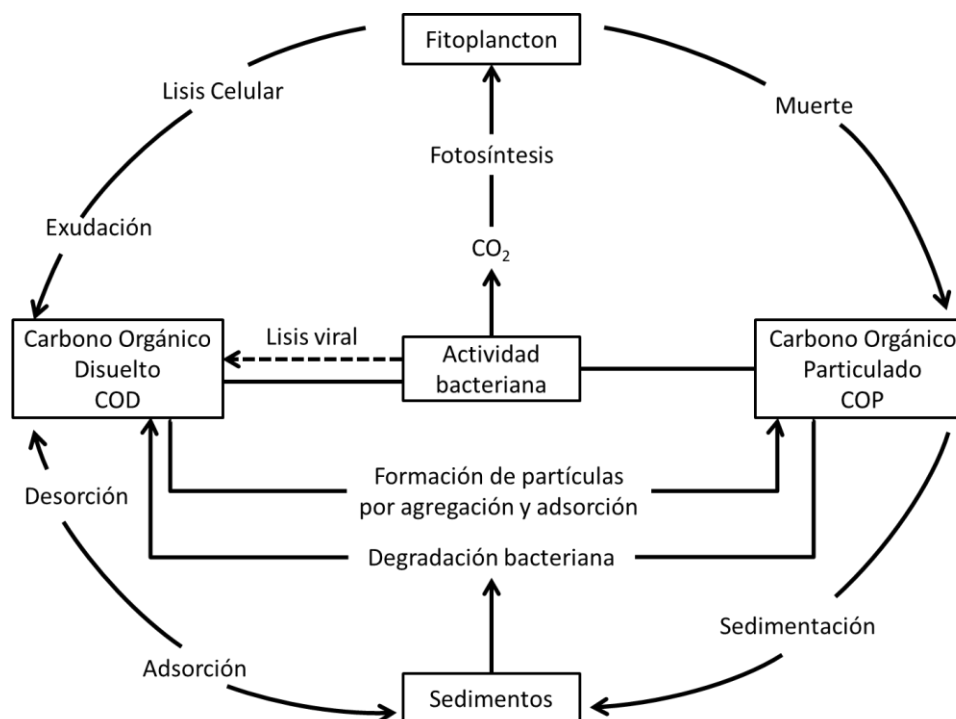 Fitoplancton
Lisis Celular
Muerte
Fotosíntesis
Exudación
CO₂
Carbono Orgánico
Disuelto
COD
Lisis viral
Actividad
bacteriana
Carbono Orgánico
Particulado
COP
Formación de partículas
por agregación y adsorción
Desorción
Degradación bacteriana
Sedimentación
Adsorción
Sedimentos